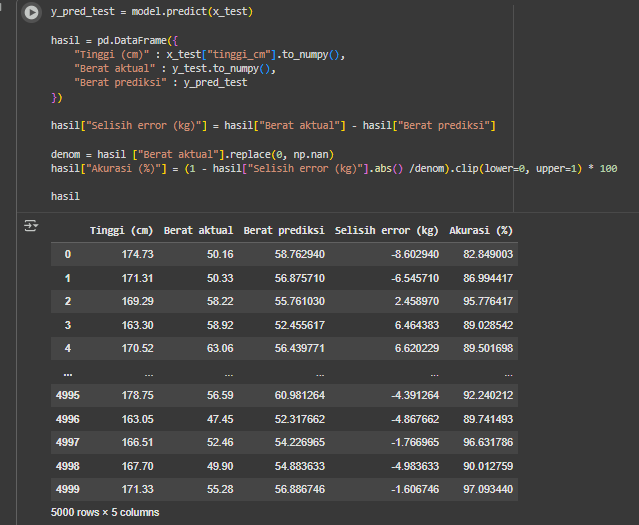 y_pred_test = model.predict(x_test)
hasil = pd.DataFrame({
"Tinggi (cm)" : x_test["tinggi_cm"].to_numpy(),
"Berat aktual" : y_test.to_numpy(),
"Berat prediksi" : y_pred_test
})
hasil["Selisih error (kg)"] = hasil["Berat aktual"] - hasil["Berat prediksi"]
denom = hasil ["Berat aktual"].replace(0, np.nan)
hasil["Akurasi (%)"] = (1 - hasil["Selisih error (kg)"].abs() /denom).clip(lower=0, upper=1) * 100
hasil
Tinggi (cm) Berat aktual Berat prediksi Selisih error (kg) Akurasi (%)
0 174.73 50.16 58.762940 -8.602940 82.849003
1 171.31 50.33 56.875710 -6.545710 86.994417
2 169.29 58.22 55.761030 2.458970 95.776417
3 163.30 58.92 52.455617 6.464383 89.028542
4 170.52 63.06 56.439771 6.620229 89.501698
... ... ... ... ... ...
4995 178.75 56.59 60.981264 -4.391264 92.240212
4996 163.05 47.45 52.317662 -4.867662 89.741493
4997 166.51 52.46 54.226965 -1.766965 96.631786
4998 167.70 49.90 54.883633 -4.983633 90.012759
4999 171.33 55.28 56.886746 -1.606746 97.093440
5000 rows × 5 columns